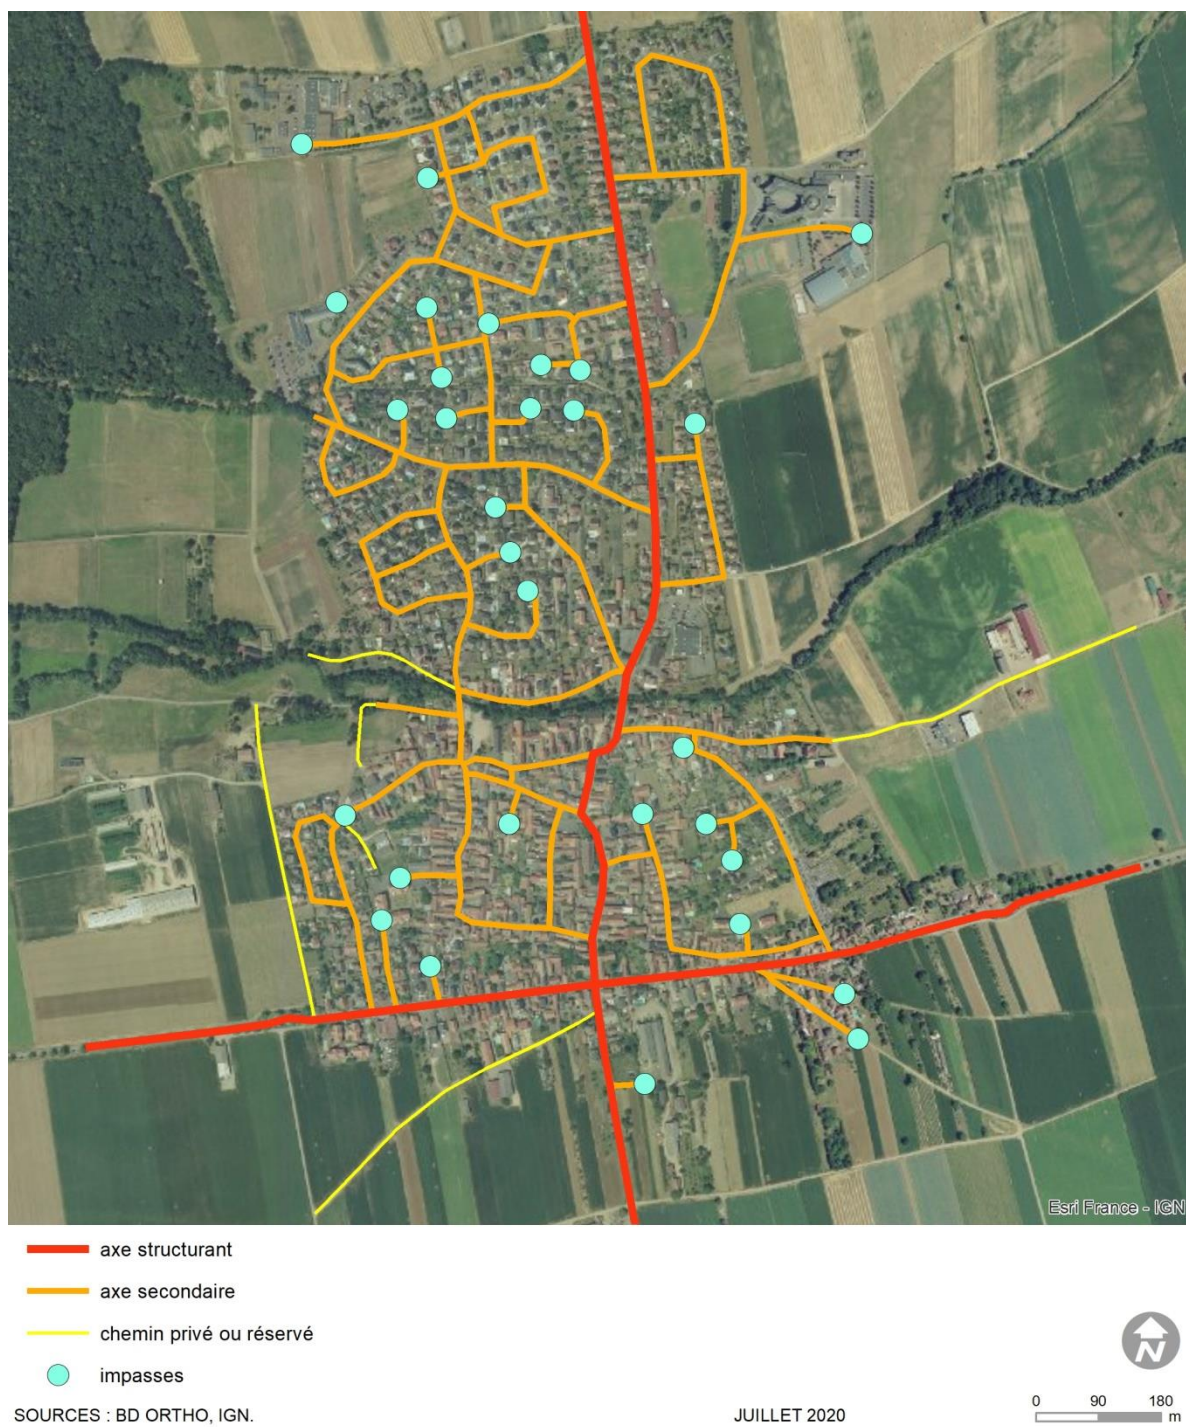 Esri France - IGN
axe structurant
axe secondaire
chemin privé ou réservé
impasses
N
SOURCES : BD ORTHO, IGN.
JUILLET 2020
0 90 180
m